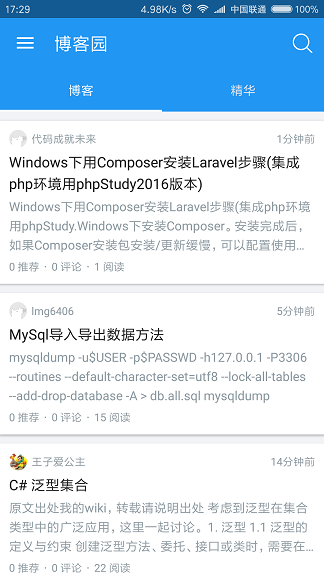 17:29 4.98K/s 中国联通 100%
博客园
博客 精华
代码成就未来 1分钟前
Windows下用Composer安装Laravel步骤(集成
php环境用phpStudy2016版本)
Windows下用Composer安装Laravel步骤(集成php环境
用phpStudy.Windows下安装Composer。安装完成后，
如果Composer安装包安装/更新缓慢，可以配置使用…
0 推荐 · 0 评论 · 1 阅读
lmg6406 5分钟前
MySql导入导出数据方法
mysqldump -u$USER -p$PASSWD -h127.0.0.1 -P3306
--routines --default-character-set=utf8 --lock-all-tables
--add-drop-database -A > db.all.sql mysqldump
0 推荐 · 0 评论 · 15 阅读
王子爱公主 14分钟前
C# 泛型集合
原文出处我的wiki，转载请说明出处 考虑到泛型在集合
类型中的广泛应用，这里一起讨论。1. 泛型 1.1 泛型的
定义与约束 创建泛型方法、委托、接口或类时，需要在…
0 推荐 · 0 评论 · 22 阅读